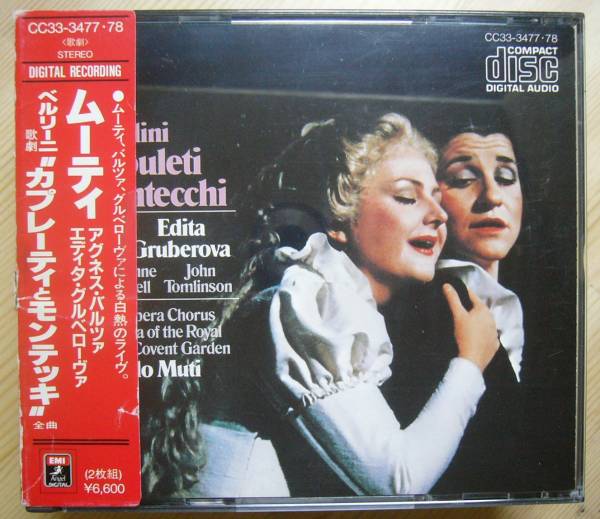 CC33-3477・78
〈歌劇〉
STEREO
DIGITAL RECORDING
●ムーティ、バルツァ、グルベローヴァによる白熱のライヴ。
ムーティ
アグネス・バルツァ
エディタ・グルベローヴァ
ベルリーニ
歌劇
“カプレーティとモンテッキ”
全曲
EMI
Angel
DIGITAL
(2枚組)
¥6,600
CC33-3477・78
COMPACT
disc
DIGITAL AUDIO
lini
uleti
ntecchi
Edita
Gruberova
nne John
ell Tomlinson
pera Chorus
a of the Royal
Covent Garden
do Muti